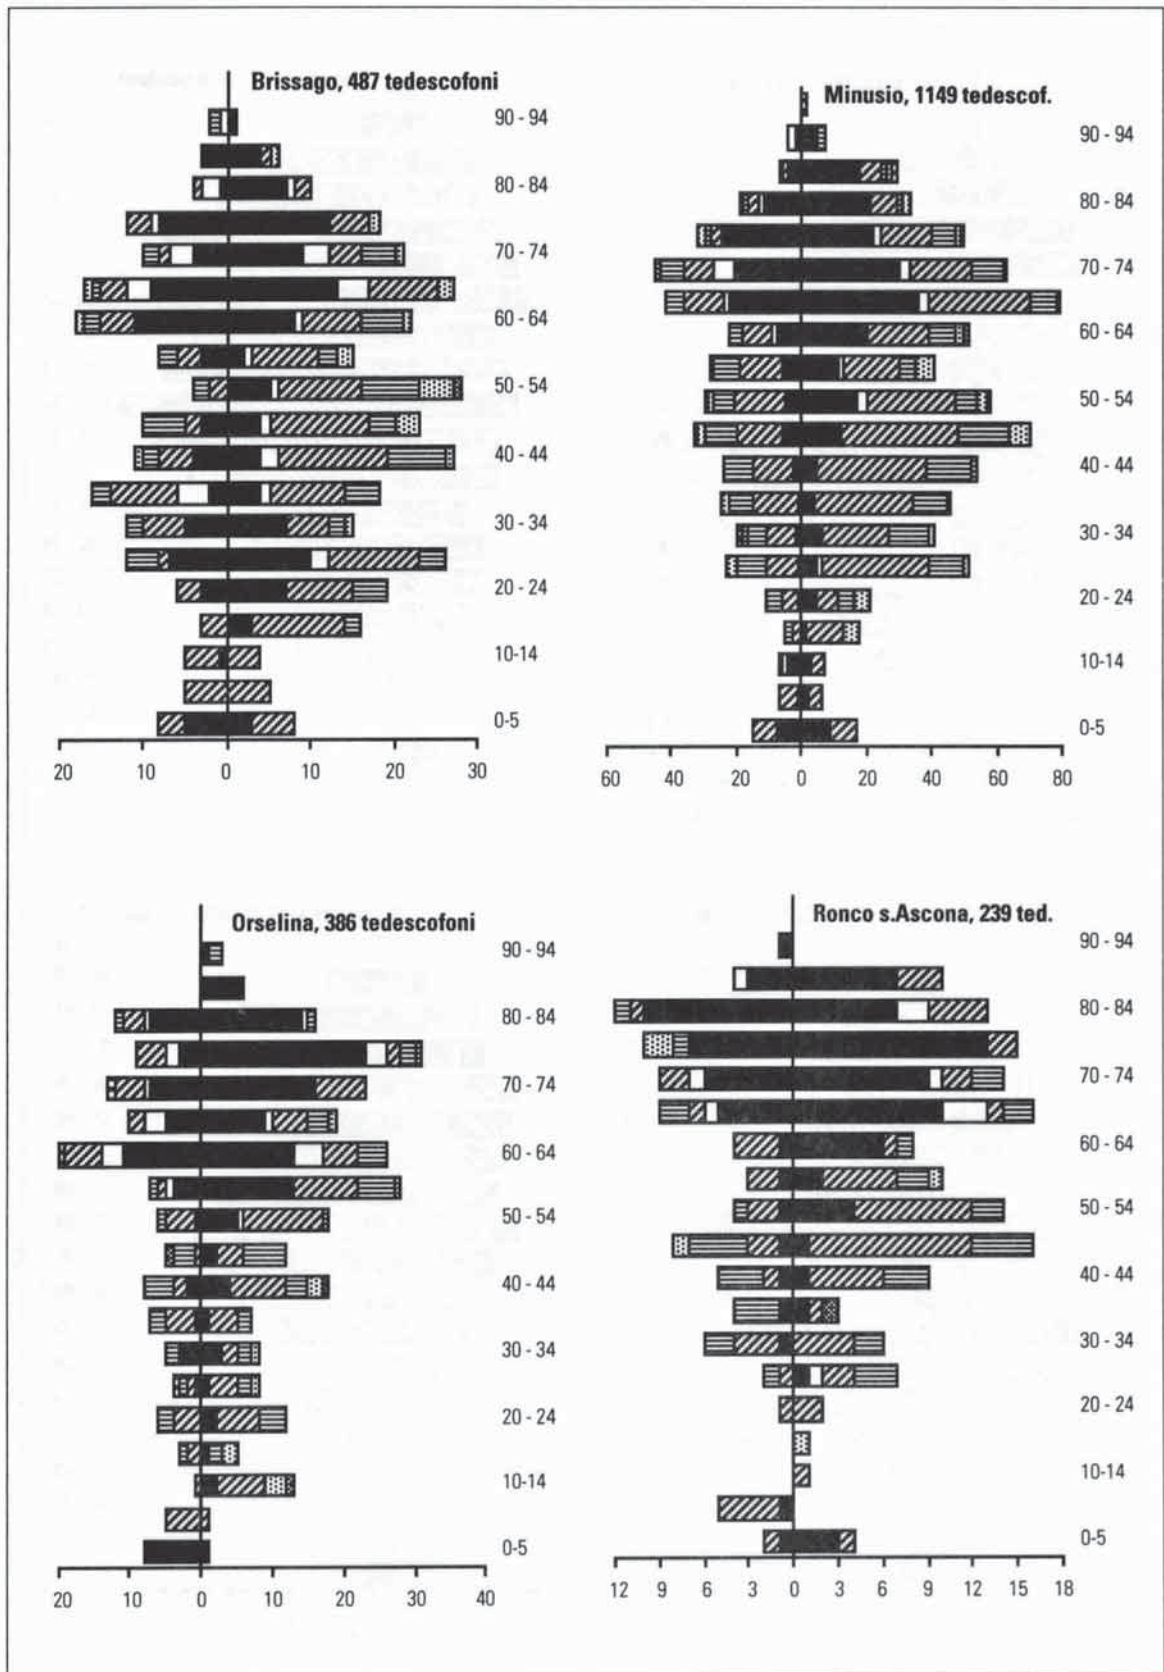 Brissago, 487 tedescofoni
90 - 94
80 - 84
70 - 74
60 - 64
50 - 54
40 - 44
30 - 34
20 - 24
10-14
0-5
20 10 0 10 20 30
Minusio, 1149 tedescof.
90 - 94
80 - 84
70 - 74
60 - 64
50 - 54
40 - 44
30 - 34
20 - 24
10-14
0-5
60 40 20 0 20 40 60 80
Orselina, 386 tedescofoni
90 - 94
80 - 84
70 - 74
60 - 64
50 - 54
40 - 44
30 - 34
20 - 24
10-14
0-5
20 10 0 10 20 30 40
Ronco s.Ascona, 239 ted.
90 - 94
80 - 84
70 - 74
60 - 64
50 - 54
40 - 44
30 - 34
20 - 24
10-14
0-5
12 9 6 3 0 3 6 9 12 15 18